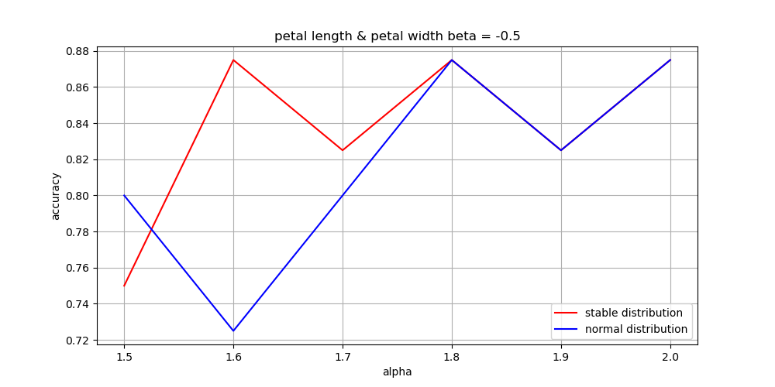 petal length & petal width beta = -0.5
0.88
0.86
0.84
0.82
0.80
0.78
0.76
0.74
0.72
accuracy
stable distribution
normal distribution
1.5 1.6 1.7 1.8 1.9 2.0
alpha